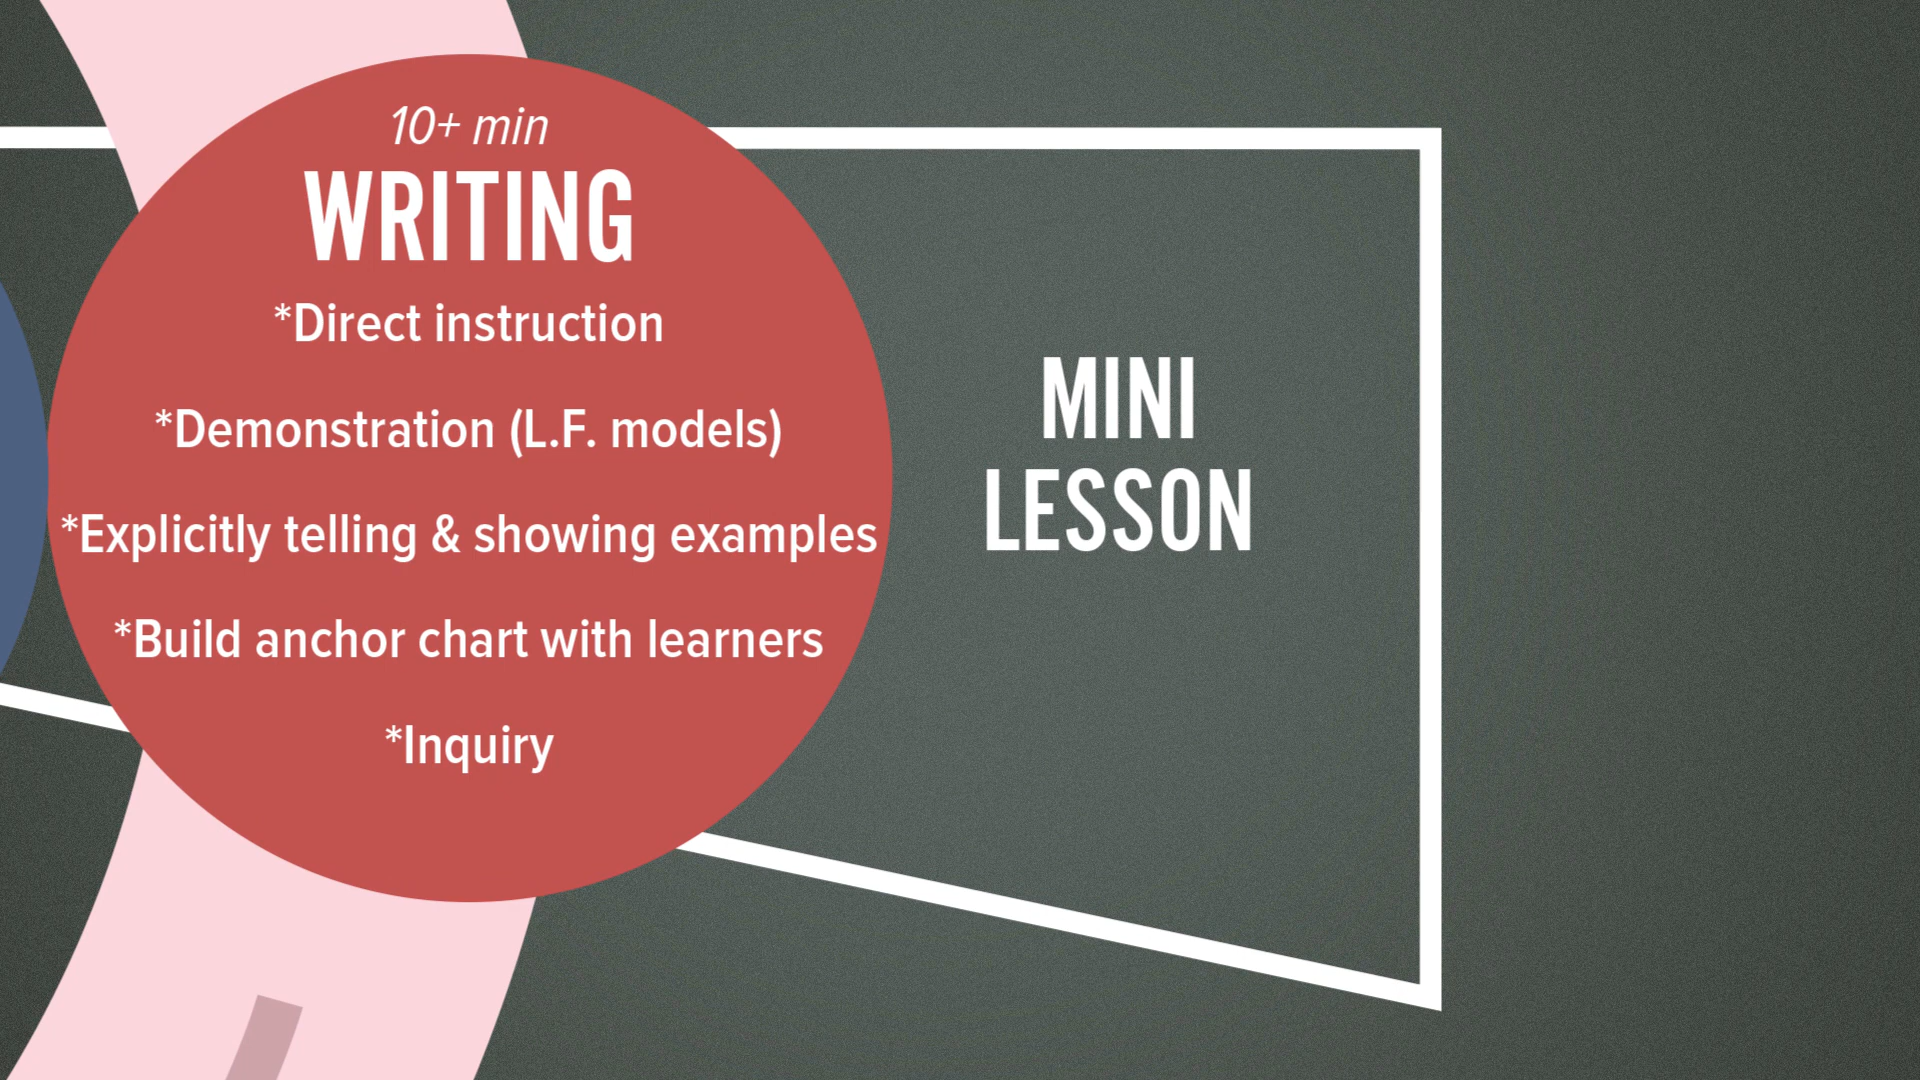 10+ min
WRITING
*Direct instruction
*Demonstration (L.F. models)
*Explicitly telling & showing examples
*Build anchor chart with learners
*Inquiry
MINI
LESSON